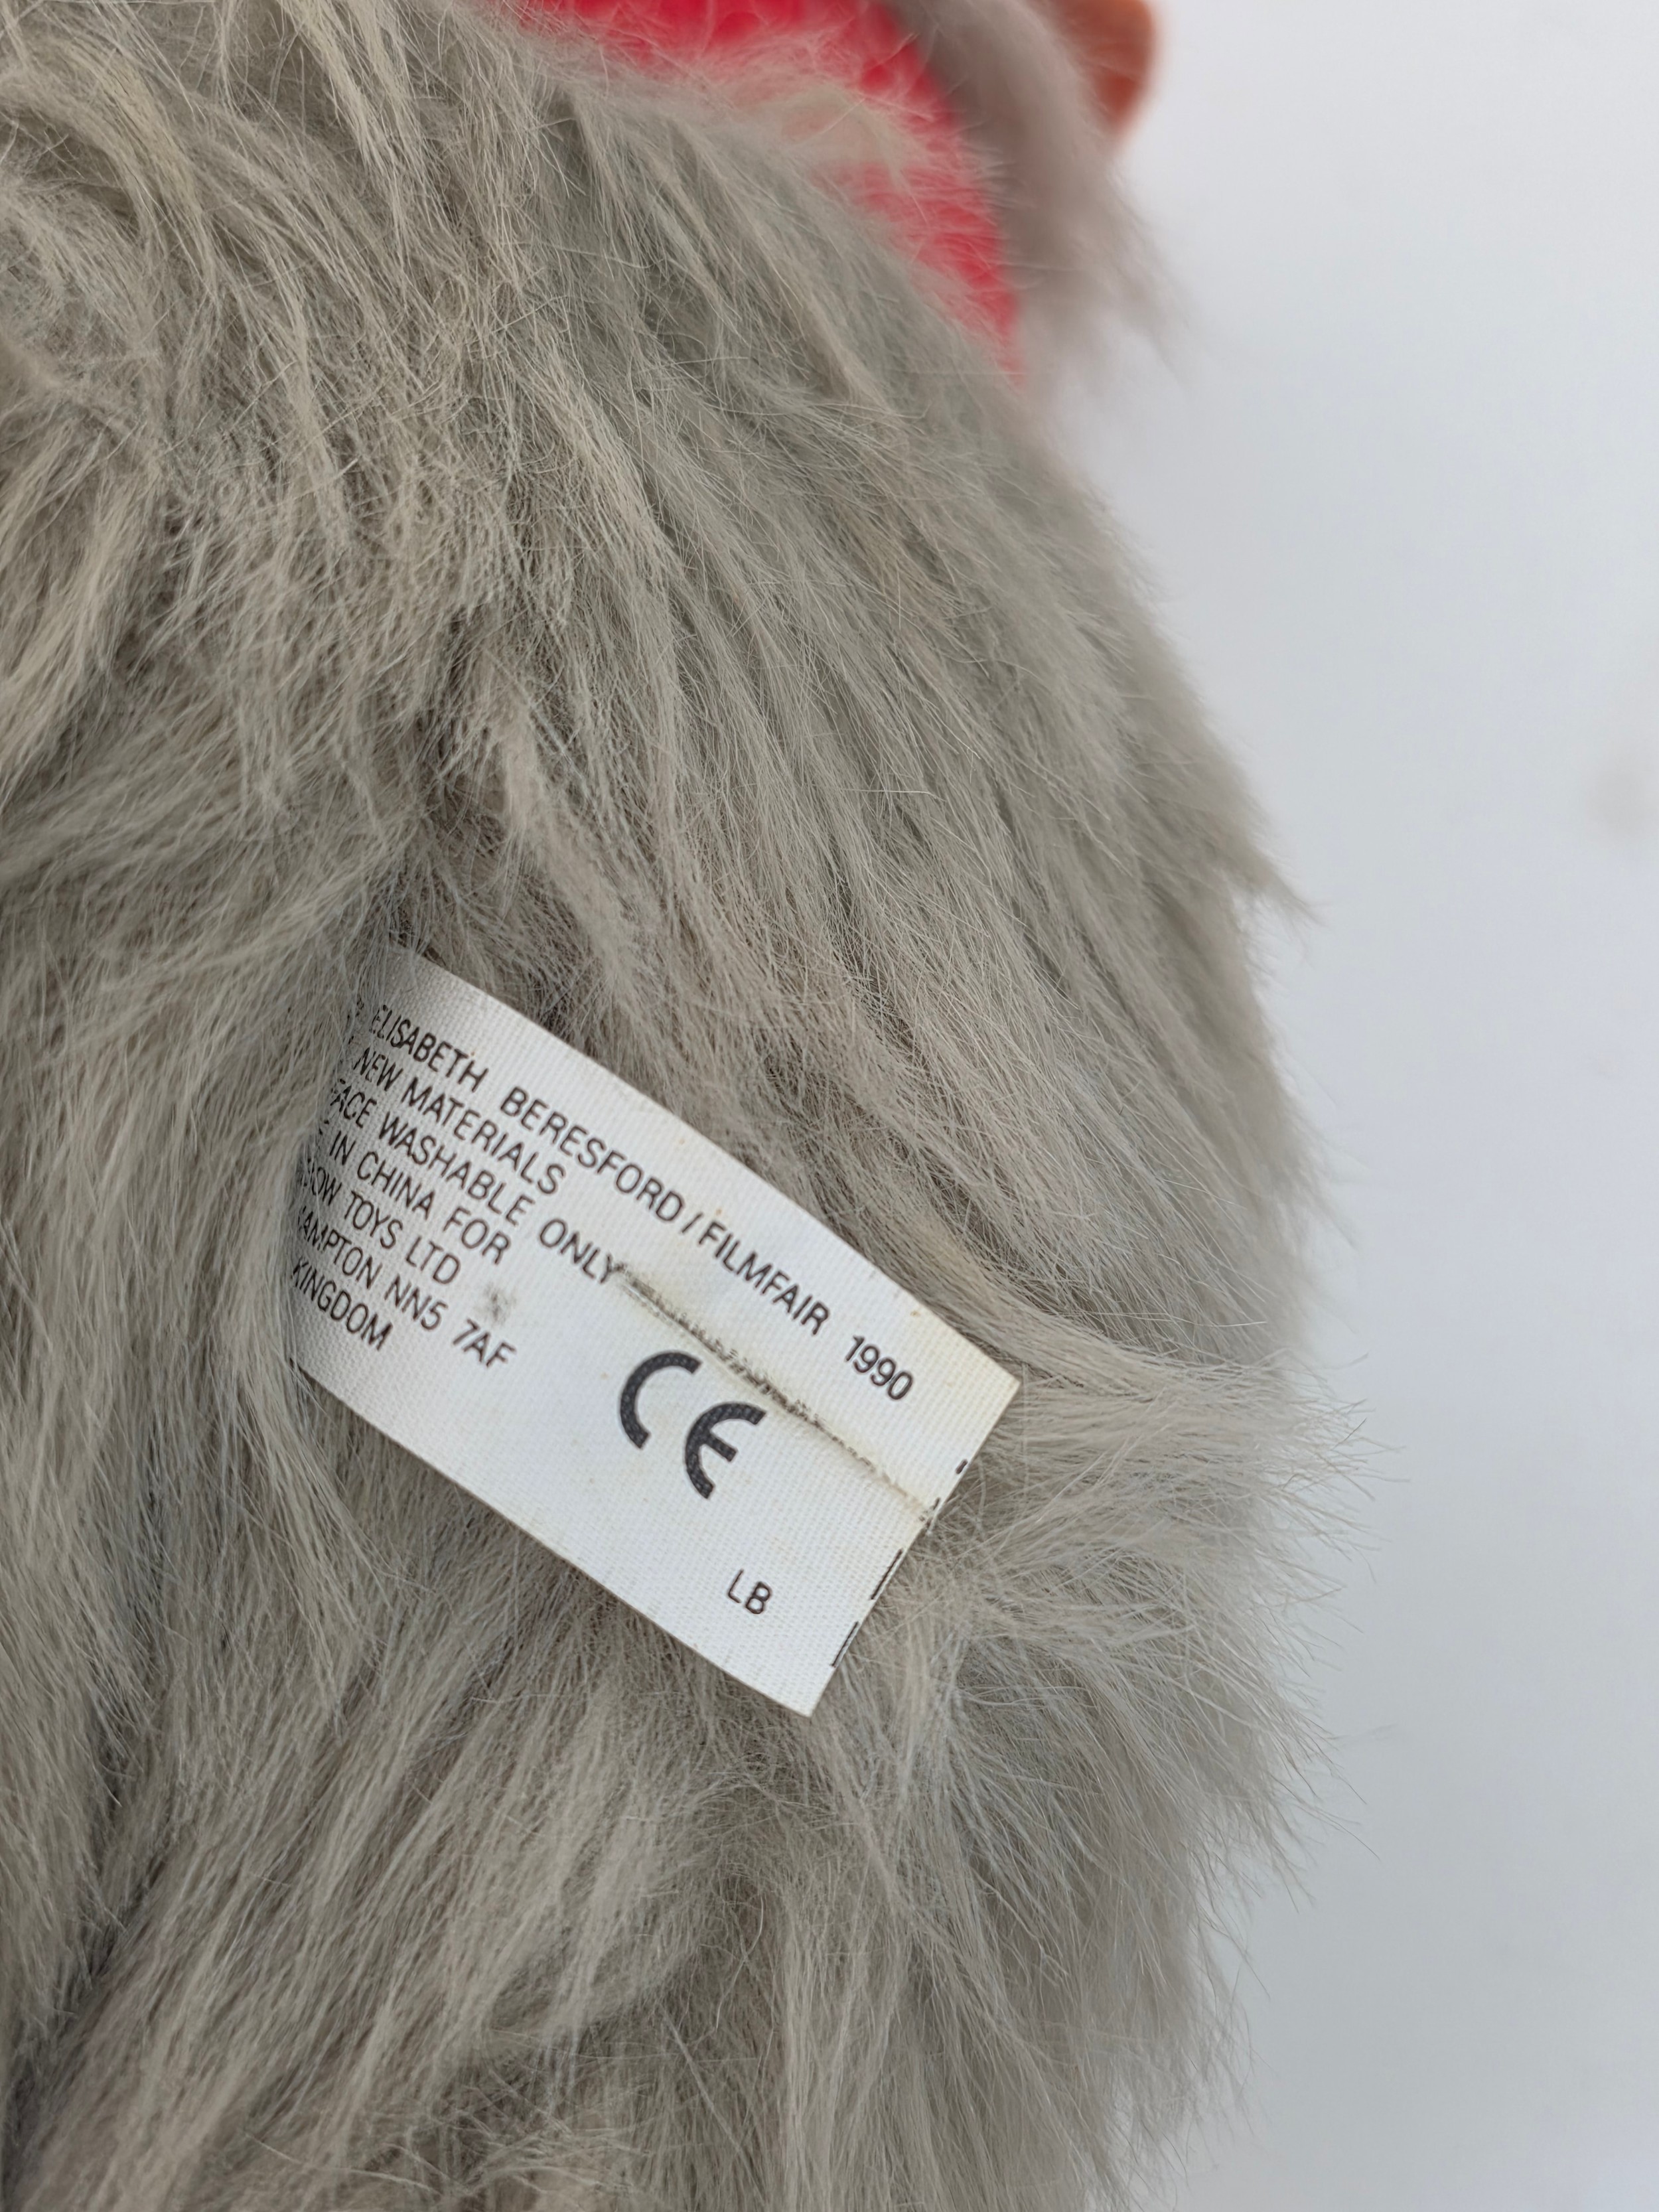 ELISABETH BERESFORD / FILMFAIR 1990
NEW MATERIALS
FACE WASHABLE ONLY
IN CHINA FOR
TOYS LTD
AMPTON NN5 7AF
KINGDOM
CE
LB